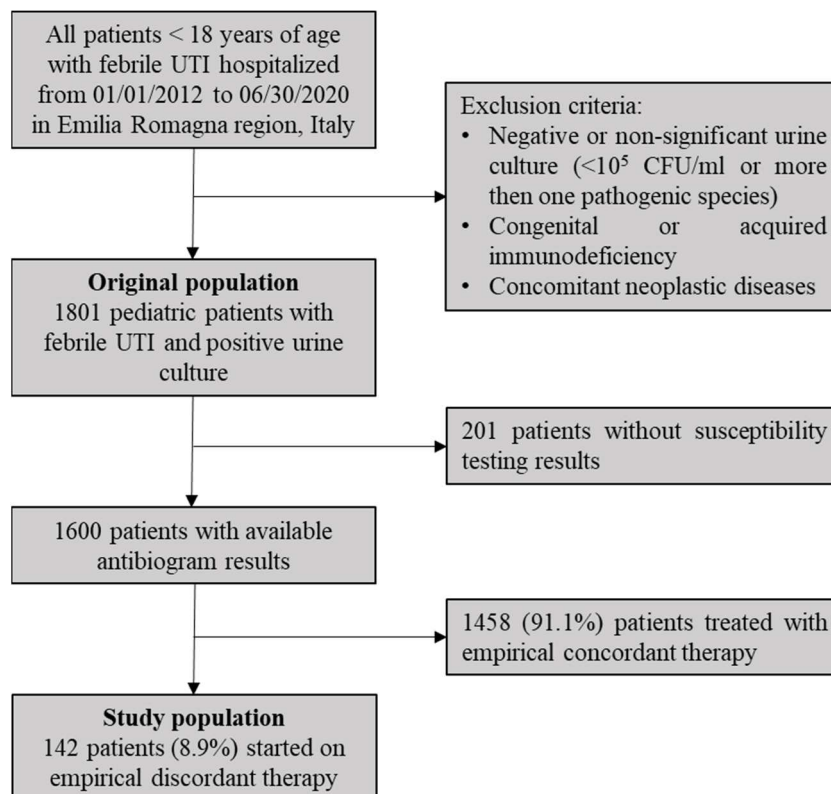 All patients < 18 years of age
with febrile UTI hospitalized
from 01/01/2012 to 06/30/2020
in Emilia Romagna region, Italy
Exclusion criteria:
• Negative or non-significant urine
culture (<10⁵ CFU/ml or more
then one pathogenic species)
• Congenital or acquired
immunodeficiency
• Concomitant neoplastic diseases
Original population
1801 pediatric patients with
febrile UTI and positive urine
culture
201 patients without susceptibility
testing results
1600 patients with available
antibiogram results
1458 (91.1%) patients treated with
empirical concordant therapy
Study population
142 patients (8.9%) started on
empirical discordant therapy